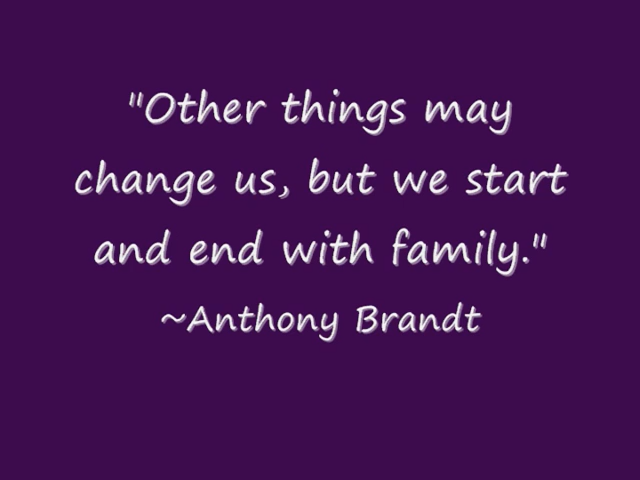 "Other things may
change us, but we start
and end with family."
~Anthony Brandt